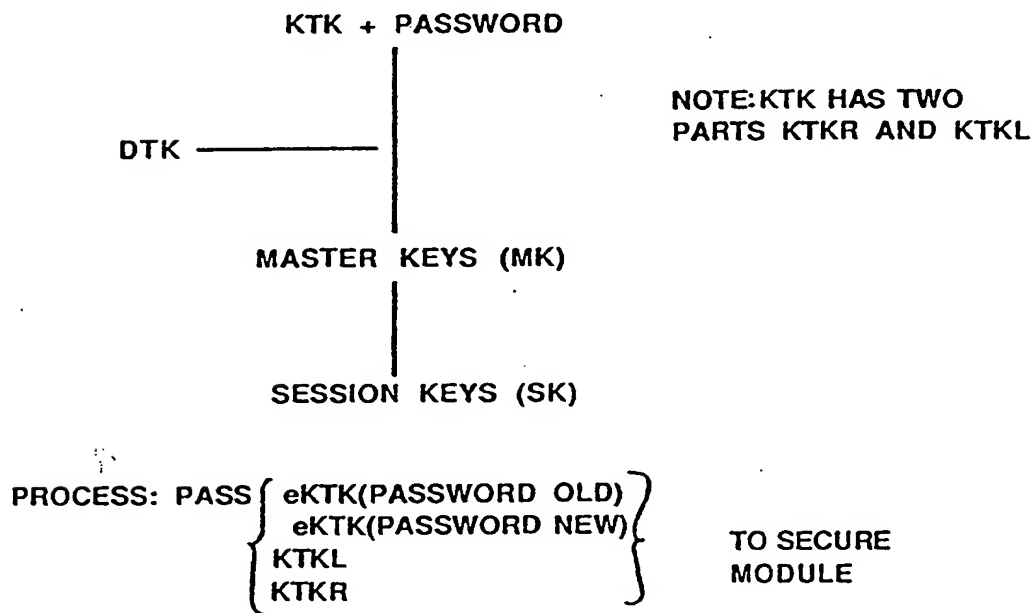 KTK + PASSWORD
NOTE: KTK HAS TWO
PARTS KTKR AND KTKL
DTK
MASTER KEYS (MK)
SESSION KEYS (SK)
PROCESS: PASS { eKTK(PASSWORD OLD) }
eKTK(PASSWORD NEW)
KTKL
KTKR
TO SECURE
MODULE